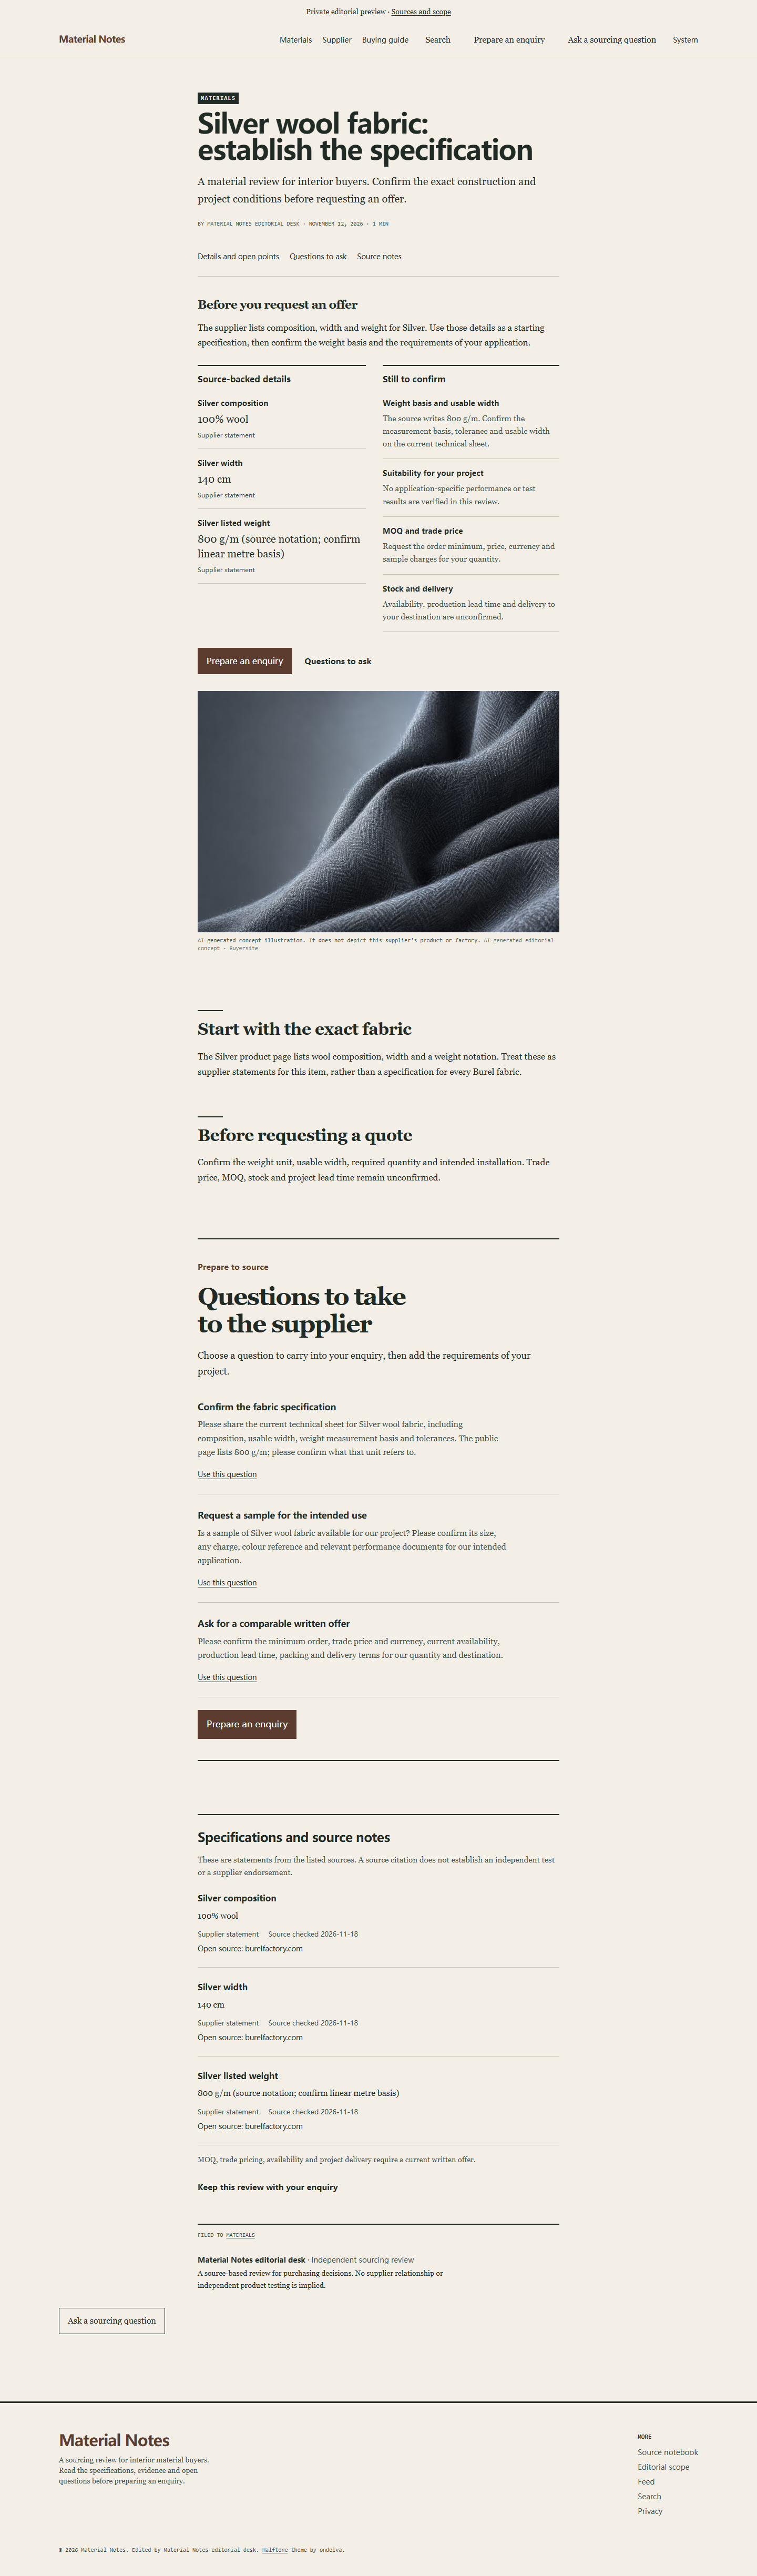 Private editorial preview · Sources and scope
Material Notes
Materials Supplier Buying guide Search Prepare an enquiry Ask a sourcing question System
MATERIALS
Silver wool fabric:
establish the specification
A material review for interior buyers. Confirm the exact construction and
project conditions before requesting an offer.
BY MATERIAL NOTES EDITORIAL DESK · NOVEMBER 12, 2026 · 1 MIN
Details and open points Questions to ask Source notes
Before you request an offer
The supplier lists composition, width and weight for Silver. Use those details as a starting
specification, then confirm the weight basis and the requirements of your application.
Source-backed details
Silver composition
100% wool
Supplier statement
Silver width
140 cm
Supplier statement
Silver listed weight
800 g/m (source notation; confirm
linear metre basis)
Supplier statement
Still to confirm
Weight basis and usable width
The source writes 800 g/m. Confirm the
measurement basis, tolerance and usable width
on the current technical sheet.
Suitability for your project
No application-specific performance or test
results are verified in this review.
MOQ and trade price
Request the order minimum, price, currency and
sample charges for your quantity.
Stock and delivery
Availability, production lead time and delivery to
your destination are unconfirmed.
Prepare an enquiry Questions to ask
AI-generated concept illustration. It does not depict this supplier's product or factory. AI-generated editorial
concept · Buyersite
Start with the exact fabric
The Silver product page lists wool composition, width and a weight notation. Treat these as
supplier statements for this item, rather than a specification for every Burel fabric.
Before requesting a quote
Confirm the weight unit, usable width, required quantity and intended installation. Trade
price, MOQ, stock and project lead time remain unconfirmed.
Prepare to source
Questions to take
to the supplier
Choose a question to carry into your enquiry, then add the requirements of your
project.
Confirm the fabric specification
Please share the current technical sheet for Silver wool fabric, including
composition, usable width, weight measurement basis and tolerances. The public
page lists 800 g/m; please confirm what that unit refers to.
Use this question
Request a sample for the intended use
Is a sample of Silver wool fabric available for our project? Please confirm its size,
any charge, colour reference and relevant performance documents for our intended
application.
Use this question
Ask for a comparable written offer
Please confirm the minimum order, trade price and currency, current availability,
production lead time, packing and delivery terms for our quantity and destination.
Use this question
Prepare an enquiry
Specifications and source notes
These are statements from the listed sources. A source citation does not establish an independent test
or a supplier endorsement.
Silver composition
100% wool
Supplier statement Source checked 2026-11-18
Open source: burelfactory.com
Silver width
140 cm
Supplier statement Source checked 2026-11-18
Open source: burelfactory.com
Silver listed weight
800 g/m (source notation; confirm linear metre basis)
Supplier statement Source checked 2026-11-18
Open source: burelfactory.com
MOQ, trade pricing, availability and project delivery require a current written offer.
Keep this review with your enquiry
FILED TO MATERIALS
Material Notes editorial desk · Independent sourcing review
A source-based review for purchasing decisions. No supplier relationship or
independent product testing is implied.
Ask a sourcing question
Material Notes
A sourcing review for interior material buyers.
Read the specifications, evidence and open
questions before preparing an enquiry.
MORE
Source notebook
Editorial scope
Feed
Search
Privacy
© 2026 Material Notes. Edited by Material Notes editorial desk. Halftone theme by ondelva.